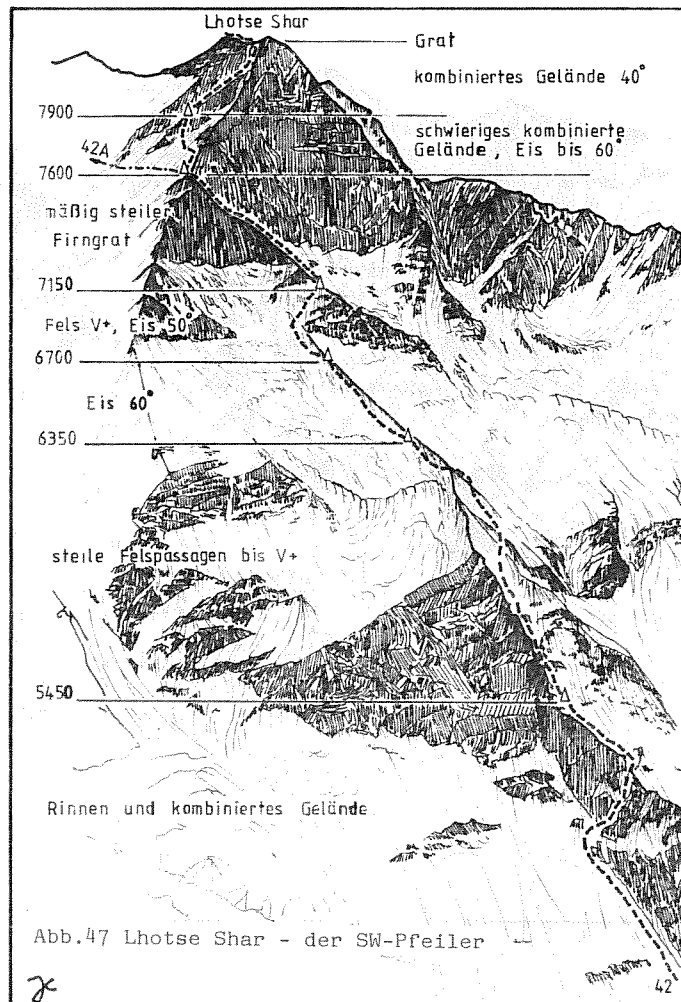 Lhotse Shar
Grat
kombiniertes Gelände 40°
7900
schwieriges kombinierte
Gelände, Eis bis 60°
42A
7600
mäßig steiler
Firngrat
7150
Fels V+, Eis 50°
6700
Eis 60°
6350
steile Felspassagen bis V+
5450
Rinnen und kombiniertes Gelände
Abb.47 Lhotse Shar - der SW-Pfeiler
42